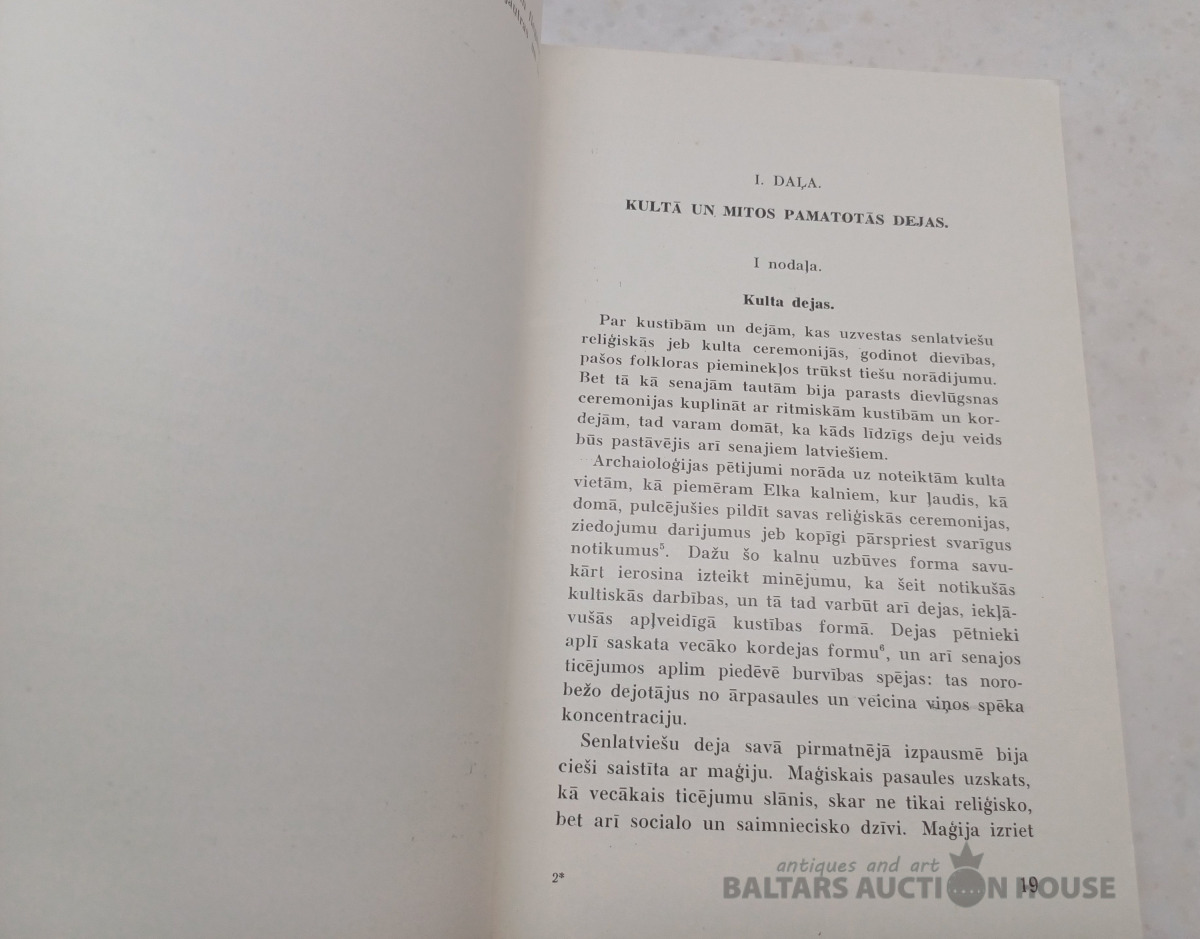 I. DAĻA.
KULTĀ UN MITOS PAMATOTĀS DEJAS.
I nodaļa.
Kulta dejas.
Par kustībām un dejām, kas uzvestas senlatviešu
reliģiskās jeb kulta ceremonijās, godinot dievības,
pašos folkloras pieminekļos trūkst tiešu norādijumu.
Bet tā kā senajām tautām bija parasts dievlūgsnas
ceremonijas kuplināt ar ritmiskām kustībām un kor-
dejām, tad varam domāt, ka kāds līdzīgs deju veids
būs pastāvējis arī senajiem latviešiem.
Archaioloģijas pētijumi norāda uz noteiktām kulta
vietām, kā piemēram Elka kalniem, kur ļaudis, kā
domā, pulcējušies pildīt savas reliģiskās ceremonijas,
ziedojumu darijumus jeb kopīgi pārspriest svarīgus
notikumus⁵. Dažu šo kalnu uzbūves forma savu-
kārt ierosina izteikt minējumu, ka šeit notikušās
kultiskās darbības, un tā tad varbūt arī dejas, iekļā-
vušās apļveidīgā kustības formā. Dejas pētnieki
aplī saskata vecāko kordejas formu⁶, un arī senajos
ticējumos aplim piedēvē burvības spējas: tas noro-
bežo dejotājus no ārpasaules un veicina viņos spēka
koncentraciju.
Senlatviešu deja savā pirmatnējā izpausmē bija
cieši saistīta ar maģiju. Maģiskais pasaules uzskats,
kā vecākais ticējumu slānis, skar ne tikai reliģisko,
bet arī socialo un saimniecisko dzīvi. Maģija izriet
2*
19
antiques and art
BALTARS AUCTION HOUSE